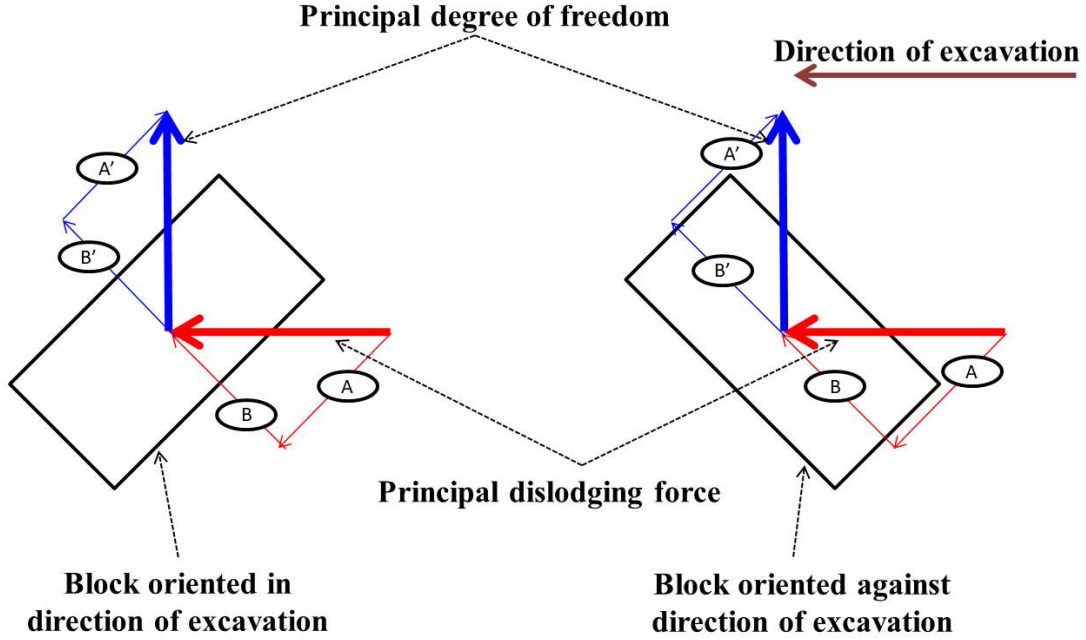 Principal degree of freedom
Direction of excavation
A’
A’
B’
B’
A
A
B
B
Principal dislodging force
Block oriented in
direction of excavation
Block oriented against
direction of excavation